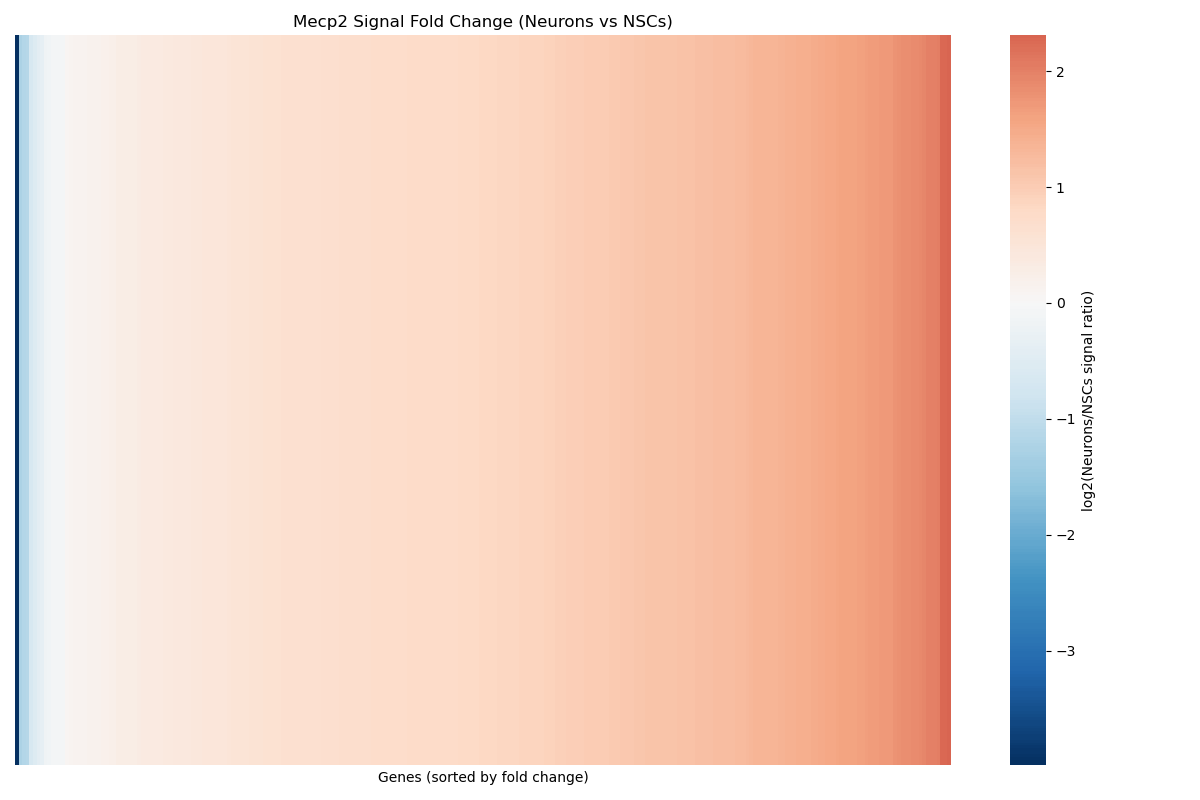 Mecp2 Signal Fold Change (Neurons vs NSCs)
2
1
0
−1
−2
−3
log2(Neurons/NSCs signal ratio)
Genes (sorted by fold change)